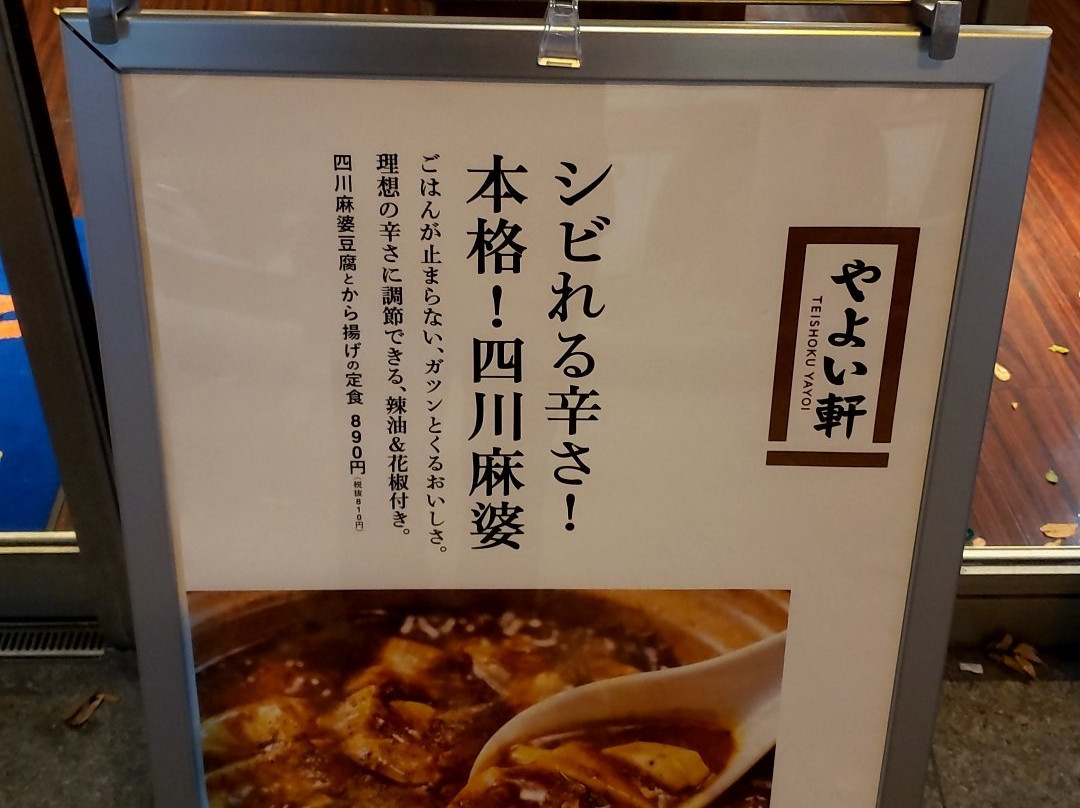 やよい軒
TEISHOKU YAYOI
シビれる辛さ！
本格！四川麻婆
ごはんが止まらない、ガツンとくるおいしさ。
理想の辛さに調節できる、辣油&花椒付き。
四川麻婆豆腐とから揚げの定食 890円（税抜810円）